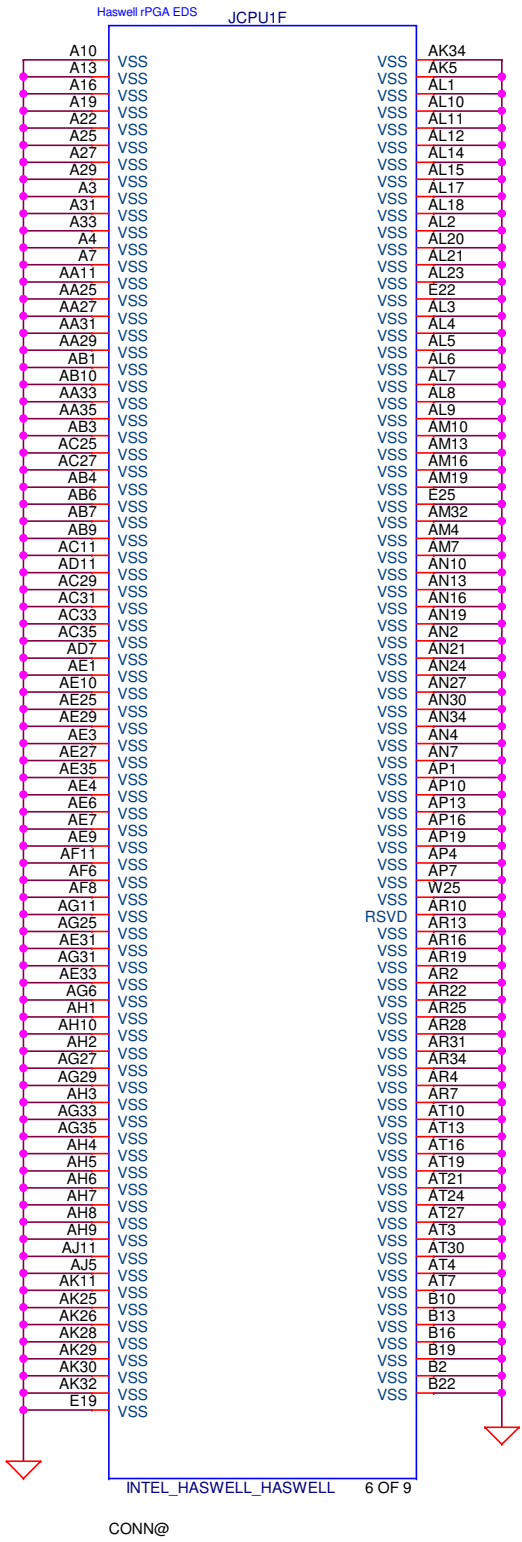 Haswell rPGA EDS
JCPU1F
A10 VSS VSS AK34
A13 VSS VSS AK5
A16 VSS VSS AL1
A19 VSS VSS AL10
A22 VSS VSS AL11
A25 VSS VSS AL12
A27 VSS VSS AL14
A29 VSS VSS AL15
A3 VSS VSS AL17
A31 VSS VSS AL18
A33 VSS VSS AL2
A4 VSS VSS AL20
A7 VSS VSS AL21
AA11 VSS VSS AL23
AA25 VSS VSS E22
AA27 VSS VSS AL3
AA31 VSS VSS AL4
AA29 VSS VSS AL5
AB1 VSS VSS AL6
AB10 VSS VSS AL7
AA33 VSS VSS AL8
AA35 VSS VSS AL9
AB3 VSS VSS AM10
AC25 VSS VSS AM13
AC27 VSS VSS AM16
AB4 VSS VSS AM19
AB6 VSS VSS E25
AB7 VSS VSS AM32
AB9 VSS VSS AM4
AC11 VSS VSS AM7
AD11 VSS VSS AN10
AC29 VSS VSS AN13
AC31 VSS VSS AN16
AC33 VSS VSS AN19
AC35 VSS VSS AN2
AD7 VSS VSS AN21
AE1 VSS VSS AN24
AE10 VSS VSS AN27
AE25 VSS VSS AN30
AE29 VSS VSS AN34
AE3 VSS VSS AN4
AE27 VSS VSS AN7
AE35 VSS VSS AP1
AE4 VSS VSS AP10
AE6 VSS VSS AP13
AE7 VSS VSS AP16
AE9 VSS VSS AP19
AF11 VSS VSS AP4
AF6 VSS VSS AP7
AF8 VSS VSS W25
AG11 VSS RSVD AR10
AG25 VSS VSS AR13
AE31 VSS VSS AR16
AG31 VSS VSS AR19
AE33 VSS VSS AR2
AG6 VSS VSS AR22
AH1 VSS VSS AR25
AH10 VSS VSS AR28
AH2 VSS VSS AR31
AG27 VSS VSS AR34
AG29 VSS VSS AR4
AH3 VSS VSS AR7
AG33 VSS VSS AT10
AG35 VSS VSS AT13
AH4 VSS VSS AT16
AH5 VSS VSS AT19
AH6 VSS VSS AT21
AH7 VSS VSS AT24
AH8 VSS VSS AT27
AH9 VSS VSS AT3
AJ11 VSS VSS AT30
AJ5 VSS VSS AT4
AK11 VSS VSS AT7
AK25 VSS VSS B10
AK26 VSS VSS B13
AK28 VSS VSS B16
AK29 VSS VSS B19
AK30 VSS VSS B2
AK32 VSS VSS B22
E19 VSS
INTEL_HASWELL_HASWELL 6 OF 9
CONN@